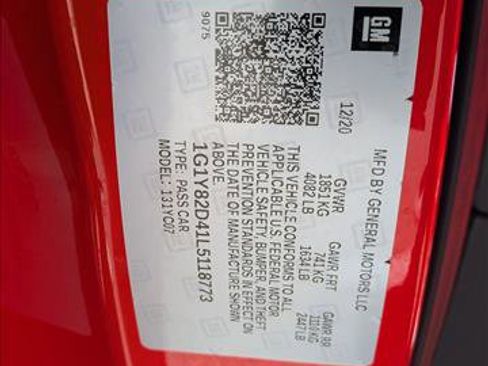 GM
MFD BY GENERAL MOTORS LLC
12/20
GVWR GAWR FRT GAWR RR
1851 KG 741 KG 1110 KG
4082 LB 1634 LB 2447 LB
THIS VEHICLE CONFORMS TO ALL
APPLICABLE U.S. FEDERAL MOTOR
VEHICLE SAFETY, BUMPER, AND THEFT
PREVENTION STANDARDS IN EFFECT ON
THE DATE OF MANUFACTURE SHOWN
ABOVE.
1G1Y82D41L5118773
TYPE: PASS CAR
MODEL: 131YC07
9075